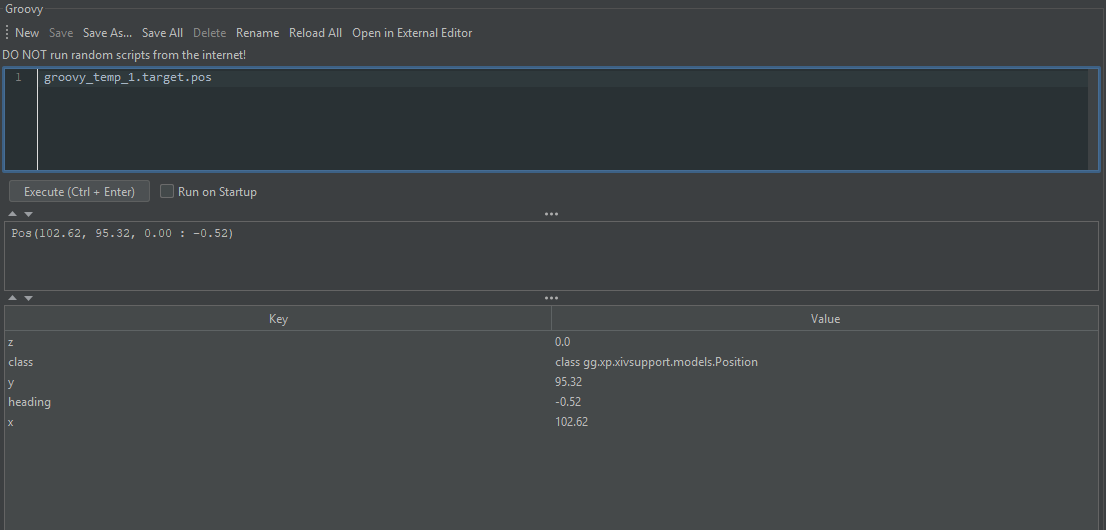 Groovy
New Save Save As... Save All Delete Rename Reload All Open in External Editor
DO NOT run random scripts from the internet!
1 groovy_temp_1.target.pos
Execute (Ctrl + Enter) Run on Startup
Pos(102.62, 95.32, 0.00 : -0.52)
Key Value
z 0.0
class class gg.xp.xivsupport.models.Position
y 95.32
heading -0.52
x 102.62